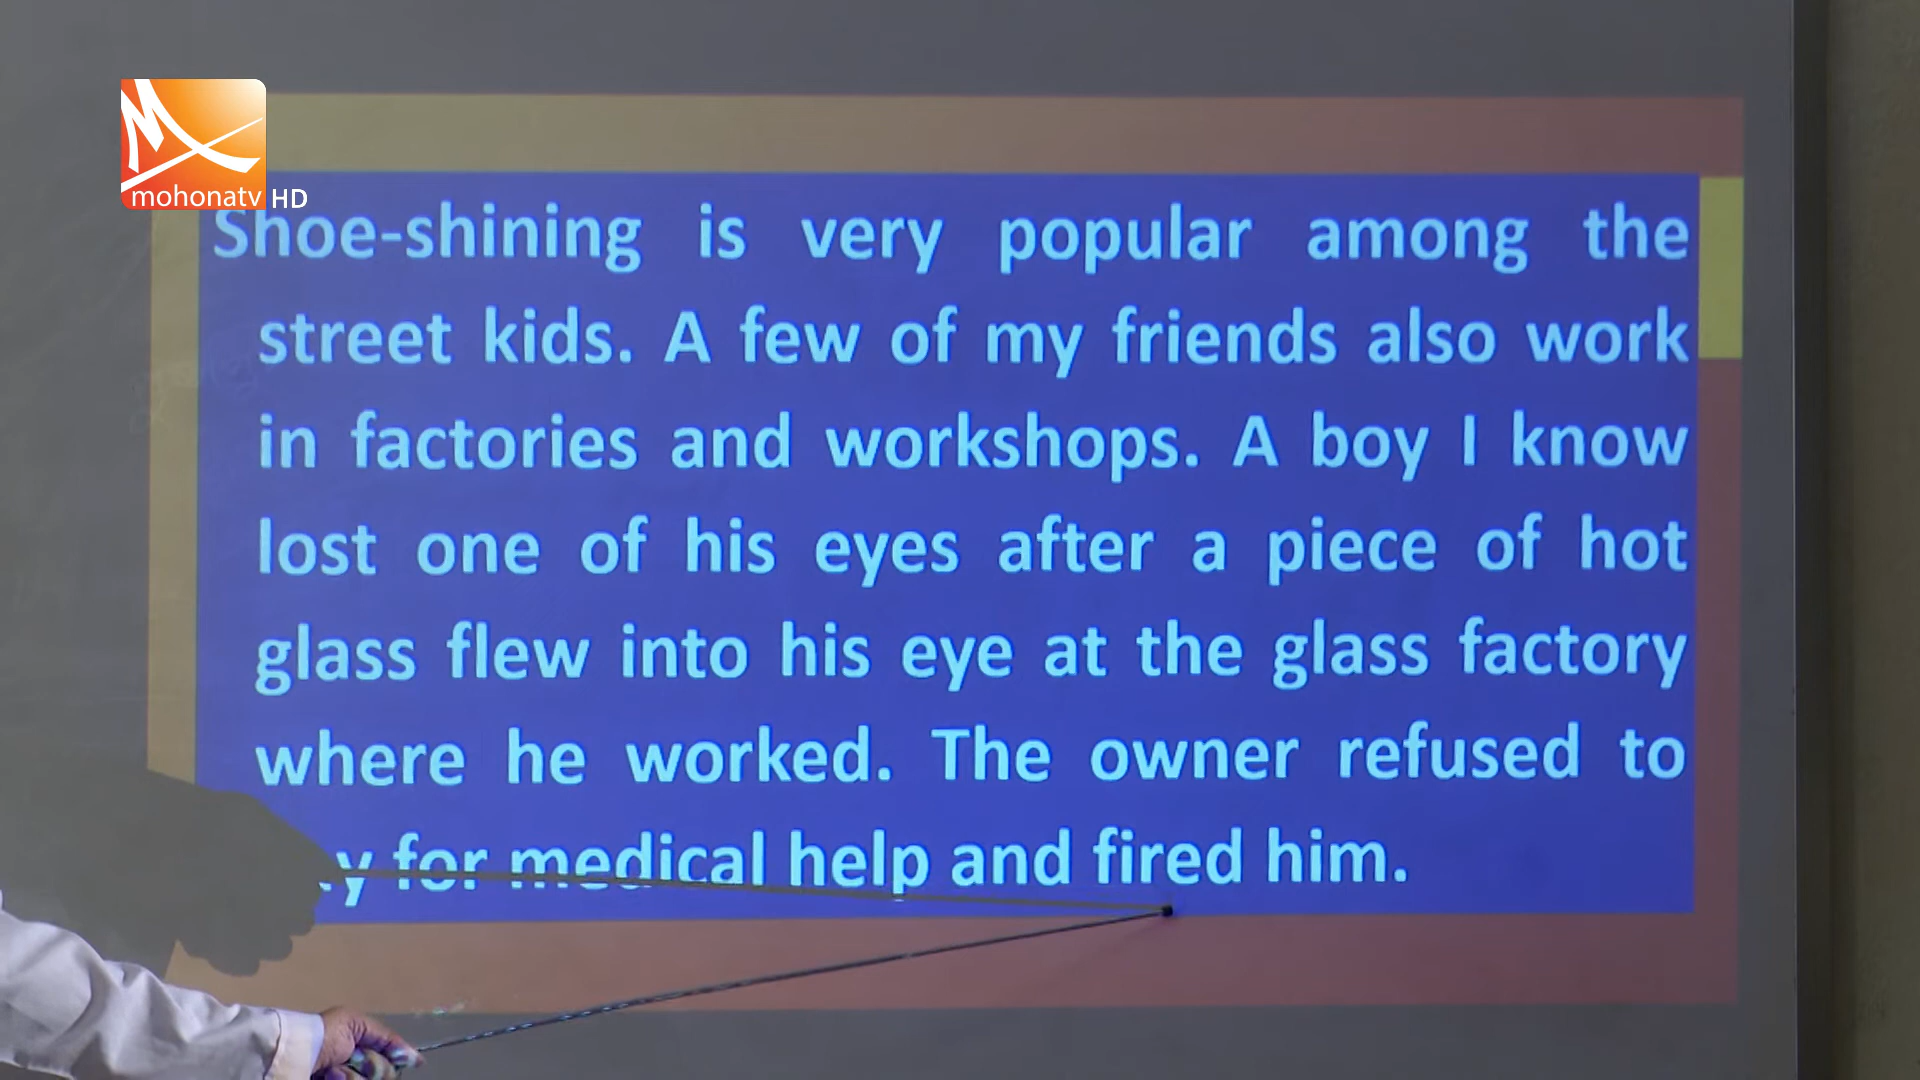 mohonatv HD
Shoe-shining is very popular among the
street kids. A few of my friends also work
in factories and workshops. A boy I know
lost one of his eyes after a piece of hot
glass flew into his eye at the glass factory
where he worked. The owner refused to
for medical help and fired him.